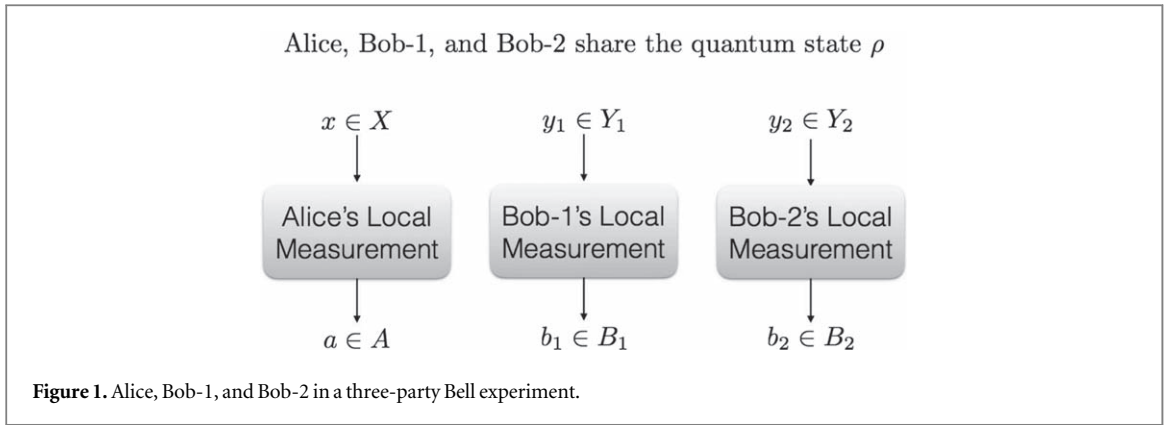 Alice, Bob-1, and Bob-2 share the quantum state ρ
x ∈ X
y₁ ∈ Y₁
y₂ ∈ Y₂
Alice's Local
Measurement
Bob-1's Local
Measurement
Bob-2's Local
Measurement
a ∈ A
b₁ ∈ B₁
b₂ ∈ B₂
Figure 1. Alice, Bob-1, and Bob-2 in a three-party Bell experiment.